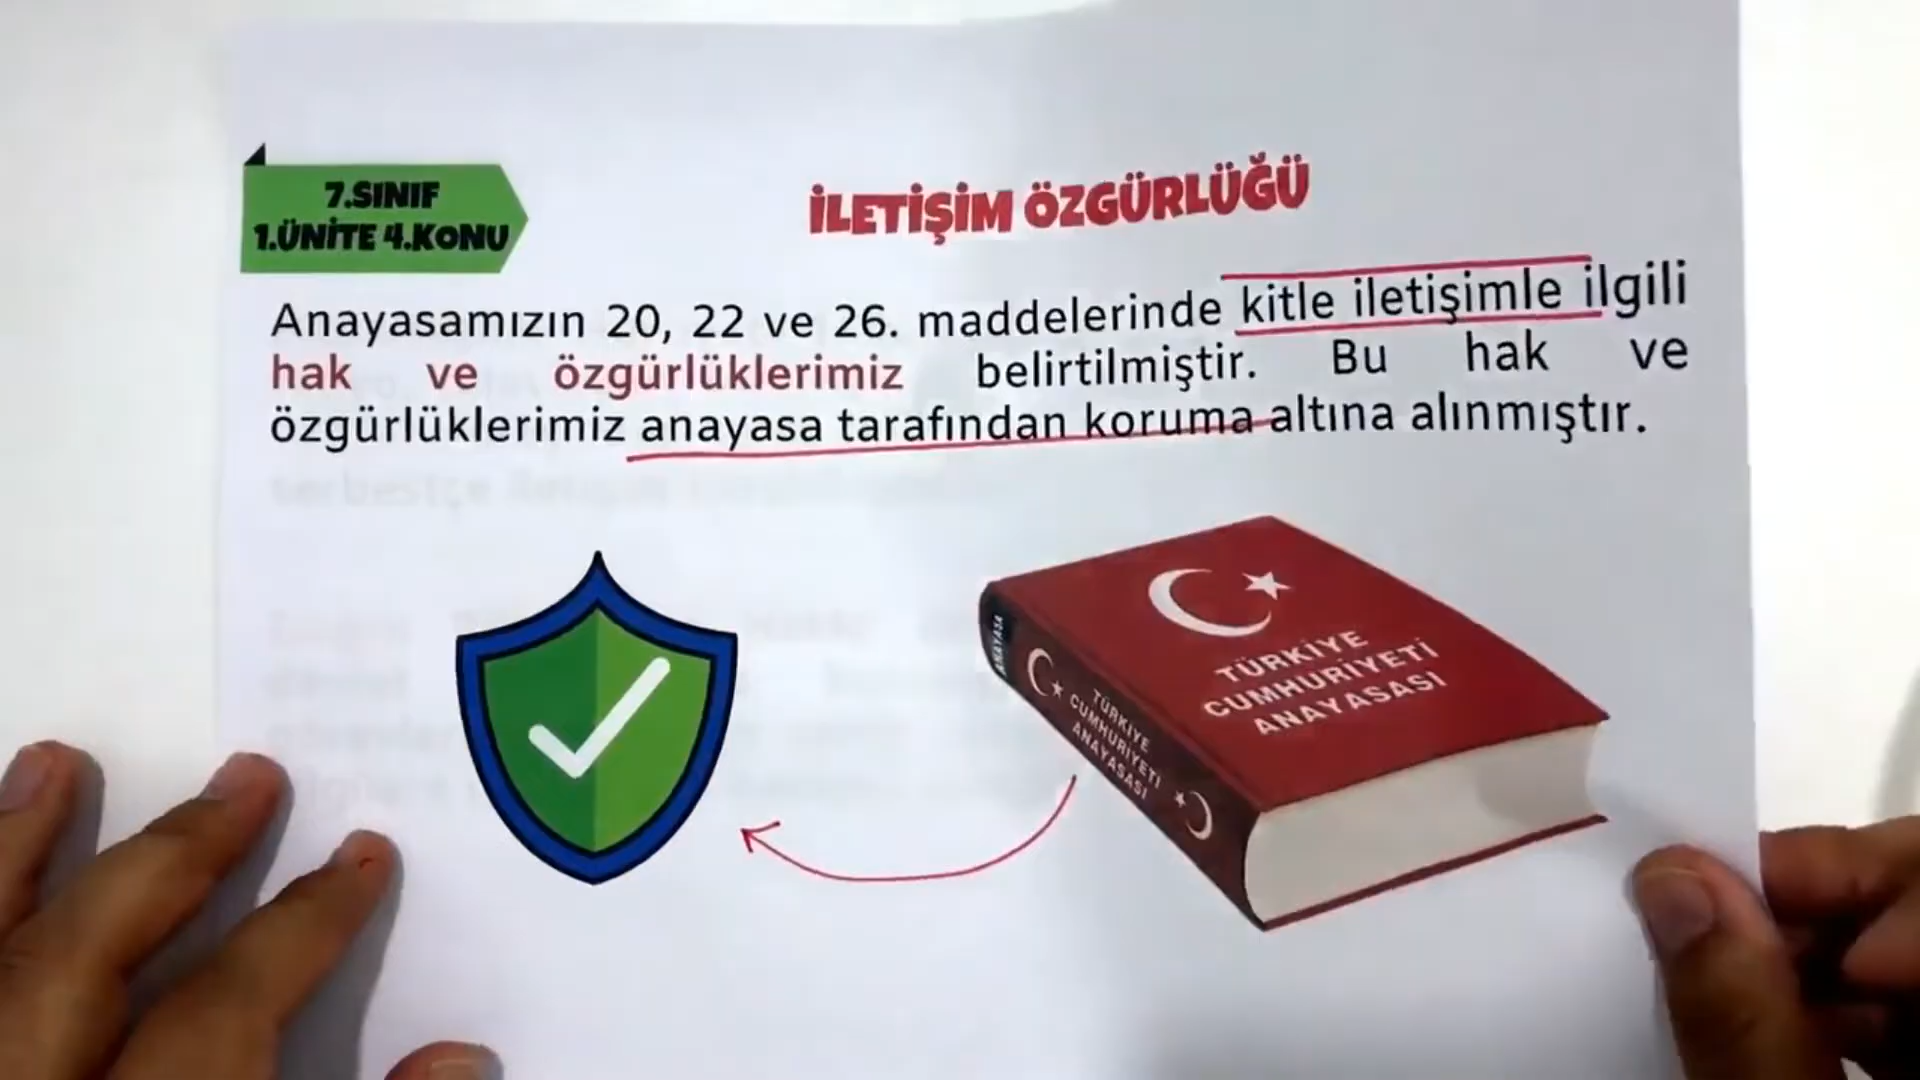 7.SINIF
1.ÜNİTE 4.KONU
İLETİŞİM ÖZGÜRLÜĞÜ
Anayasamızın 20, 22 ve 26. maddelerinde kitle iletişimle ilgili
hak ve özgürlüklerimiz belirtilmiştir. Bu hak ve
özgürlüklerimiz anayasa tarafından koruma altına alınmıştır.
TÜRKİYE
CUMHURİYETİ
ANAYASASI
ANAYASA
TÜRKİYE
CUMHURİYETİ
ANAYASASI